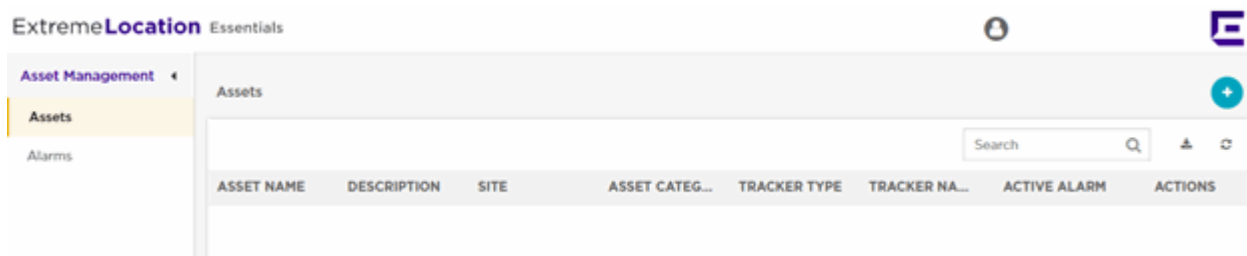 ExtremeLocation Essentials
Asset Management
Assets
Assets
Alarms
Search
ASSET NAME DESCRIPTION SITE ASSET CATEG... TRACKER TYPE TRACKER NA... ACTIVE ALARM ACTIONS